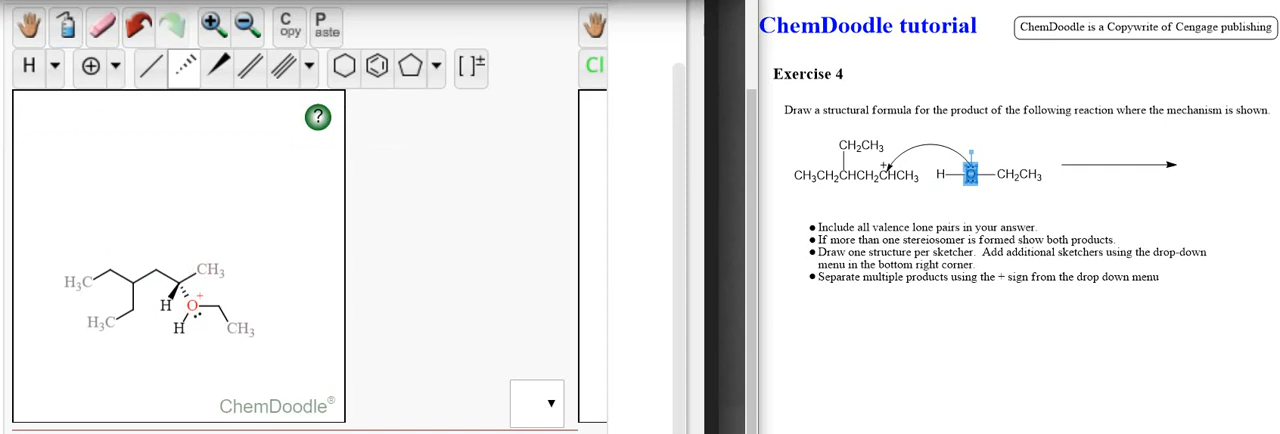 C
opy
P
aste
H
[ ]±
Cl
?
CH₃
H₃C
H
O
+
H₃C
H
CH₃
ChemDoodle®
ChemDoodle tutorial
ChemDoodle is a Copywrite of Cengage publishing
Exercise 4
Draw a structural formula for the product of the following reaction where the mechanism is shown.
CH₂CH₃
+
CH₃CH₂CHCH₂CHCH₃
H
O
CH₂CH₃
● Include all valence lone pairs in your answer.
● If more than one stereiosomer is formed show both products.
● Draw one structure per sketcher. Add additional sketchers using the drop-down
menu in the bottom right corner.
● Separate multiple products using the + sign from the drop down menu